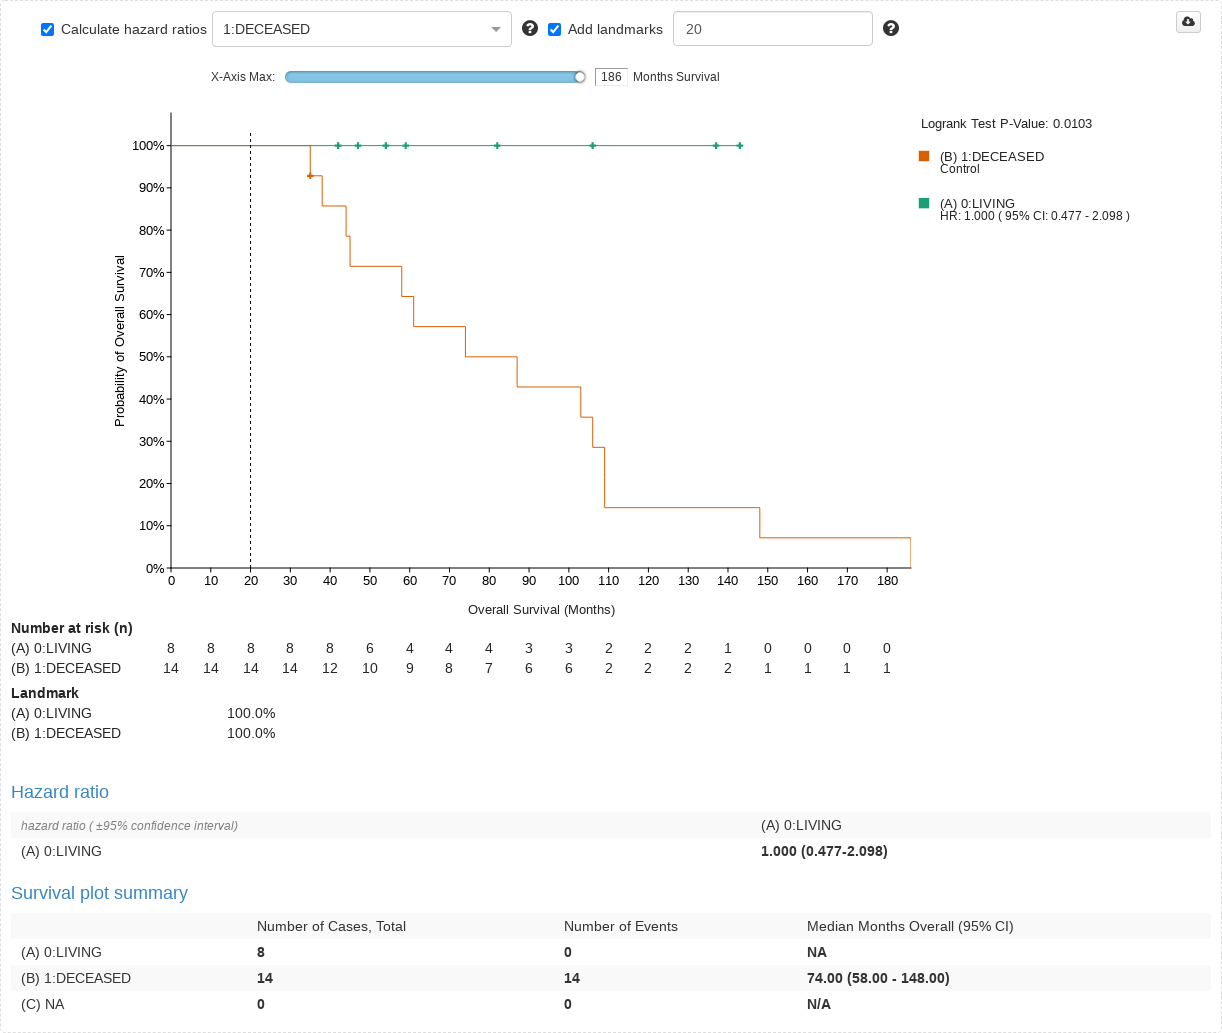 Calculate hazard ratios 1:DECEASED ? Add landmarks 20 ?
X-Axis Max: 186 Months Survival
Logrank Test P-Value: 0.0103
(B) 1:DECEASED
Control
(A) 0:LIVING
HR: 1.000 ( 95% CI: 0.477 - 2.098 )
Probability of Overall Survival
100%
90%
80%
70%
60%
50%
40%
30%
20%
10%
0%
0 10 20 30 40 50 60 70 80 90 100 110 120 130 140 150 160 170 180
Overall Survival (Months)
Number at risk (n)
(A) 0:LIVING 8 8 8 8 8 6 4 4 4 3 3 2 2 2 1 0 0 0 0
(B) 1:DECEASED 14 14 14 14 12 10 9 8 7 6 6 2 2 2 2 1 1 1 1
Landmark
(A) 0:LIVING 100.0%
(B) 1:DECEASED 100.0%
Hazard ratio
hazard ratio ( ±95% confidence interval) (A) 0:LIVING
(A) 0:LIVING 1.000 (0.477-2.098)
Survival plot summary
Number of Cases, Total Number of Events Median Months Overall (95% CI)
(A) 0:LIVING 8 0 NA
(B) 1:DECEASED 14 14 74.00 (58.00 - 148.00)
(C) NA 0 0 N/A